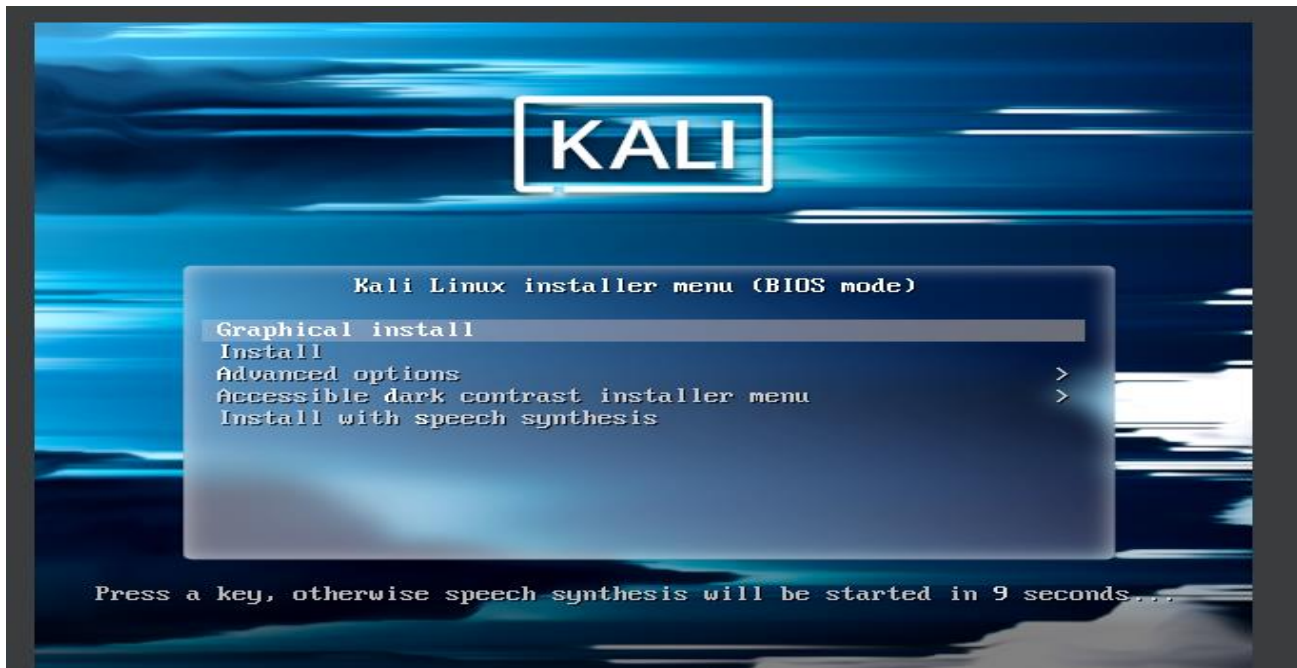 KALI
Kali Linux installer menu (BIOS mode)
Graphical install
Install
Advanced options >
Accessible dark contrast installer menu >
Install with speech synthesis
Press a key, otherwise speech synthesis will be started in 9 seconds...